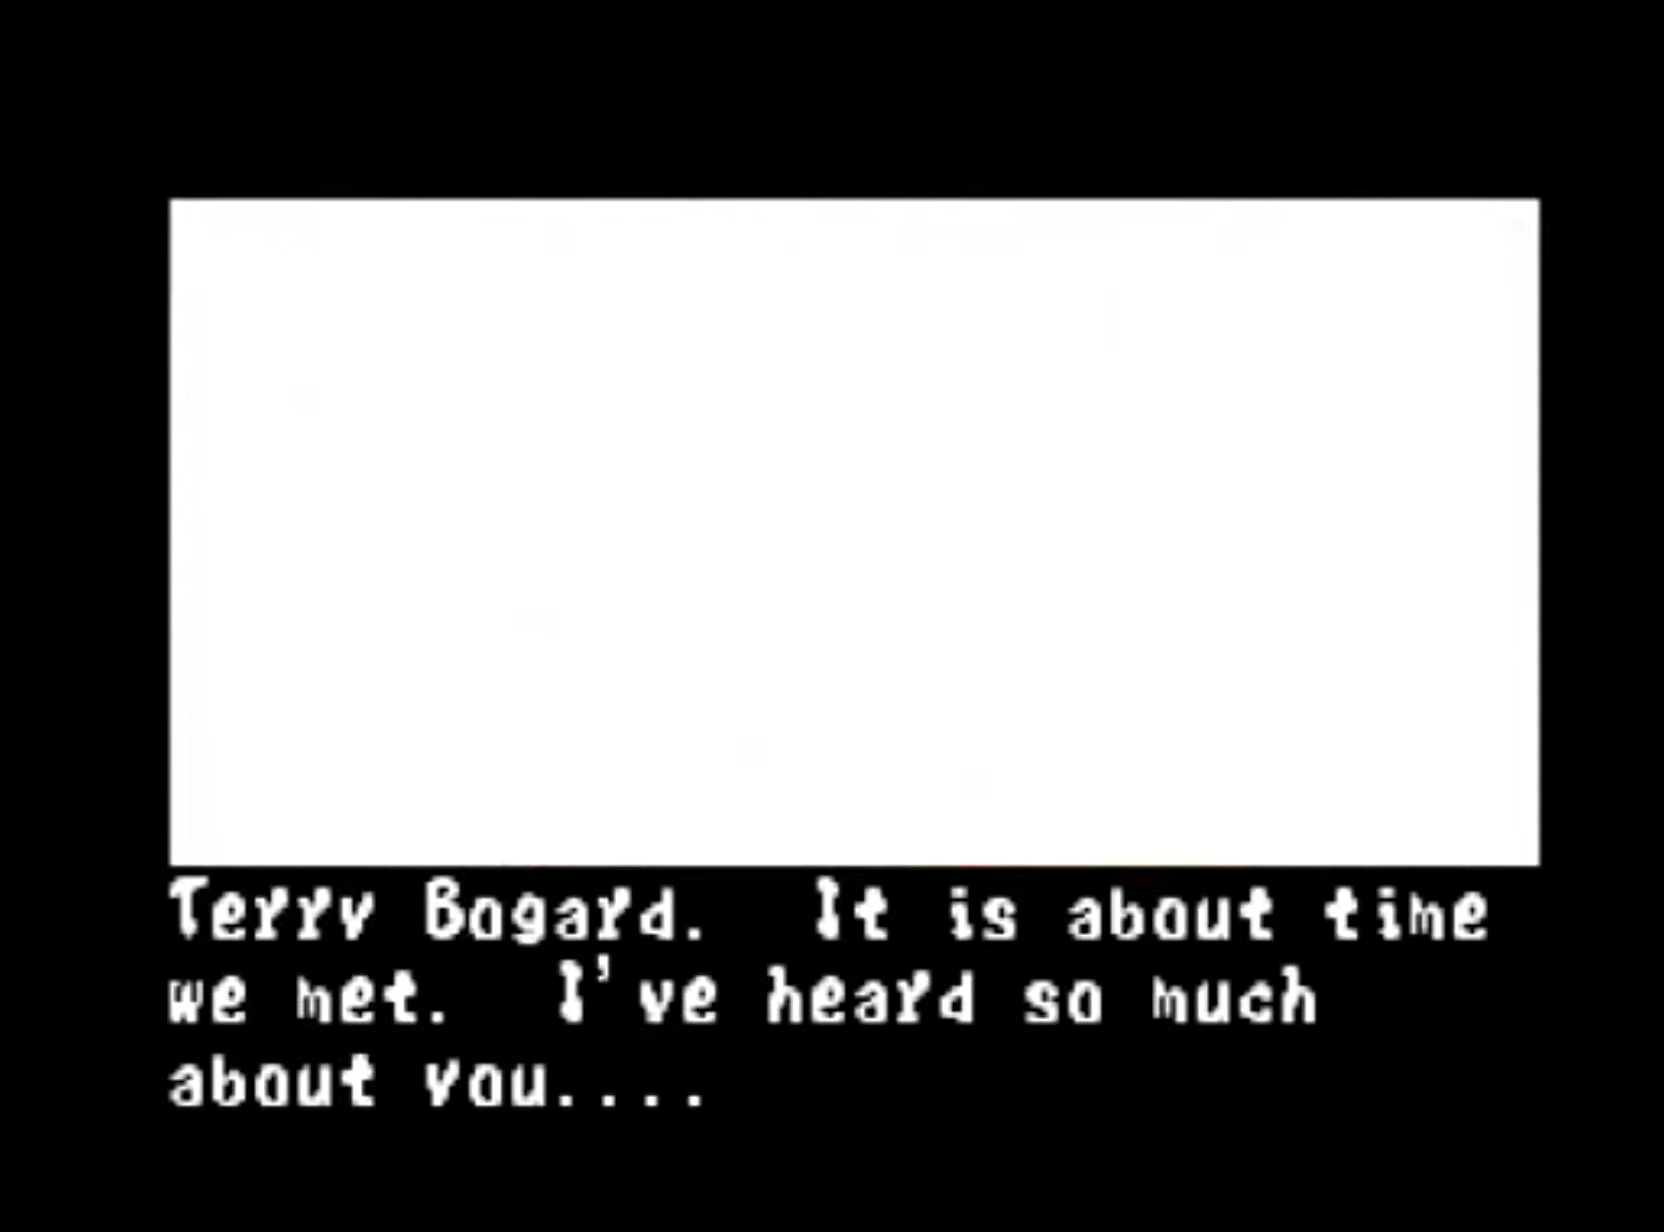 Terry Bogard.  It is about time
we met.  I've heard so much
about you....